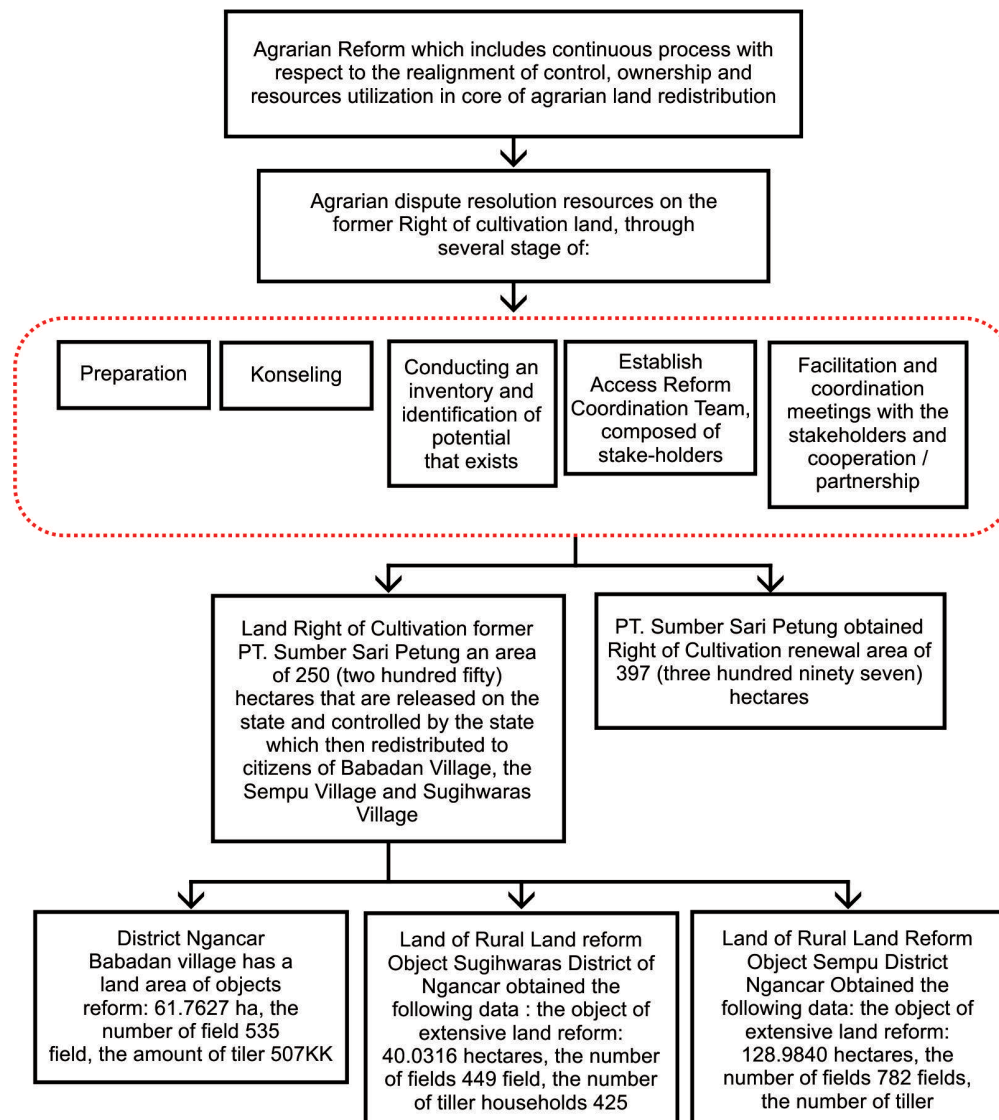 Agrarian Reform which includes continuous process with
respect to the realignment of control, ownership and
resources utilization in core of agrarian land redistribution
Agrarian dispute resolution resources on the
former Right of cultivation land, through
several stage of:
Preparation
Konseling
Conducting an
inventory and
identification of
potential
that exists
Establish
Access Reform
Coordination Team,
composed of
stake-holders
Facilitation and
coordination
meetings with the
stakeholders and
cooperation /
partnership
Land Right of Cultivation former
PT. Sumber Sari Petung an area
of 250 (two hundred fifty)
hectares that are released on the
state and controlled by the state
which then redistributed to
citizens of Babadan Village, the
Sempu Village and Sugihwaras
Village
PT. Sumber Sari Petung obtained
Right of Cultivation renewal area of
397 (three hundred ninety seven)
hectares
District Ngancar
Babadan village has a
land area of objects
reform: 61.7627 ha, the
number of field 535
field, the amount of tiler 507KK
Land of Rural Land reform
Object Sugihwaras District of
Ngancar obtained the
following data : the object of
extensive land reform:
40.0316 hectares, the number
of fields 449 field, the number
of tiller households 425
Land of Rural Land Reform
Object Sempu District
Ngancar Obtained the
following data: the object of
extensive land reform:
128.9840 hectares, the
number of fields 782 fields,
the number of tiller